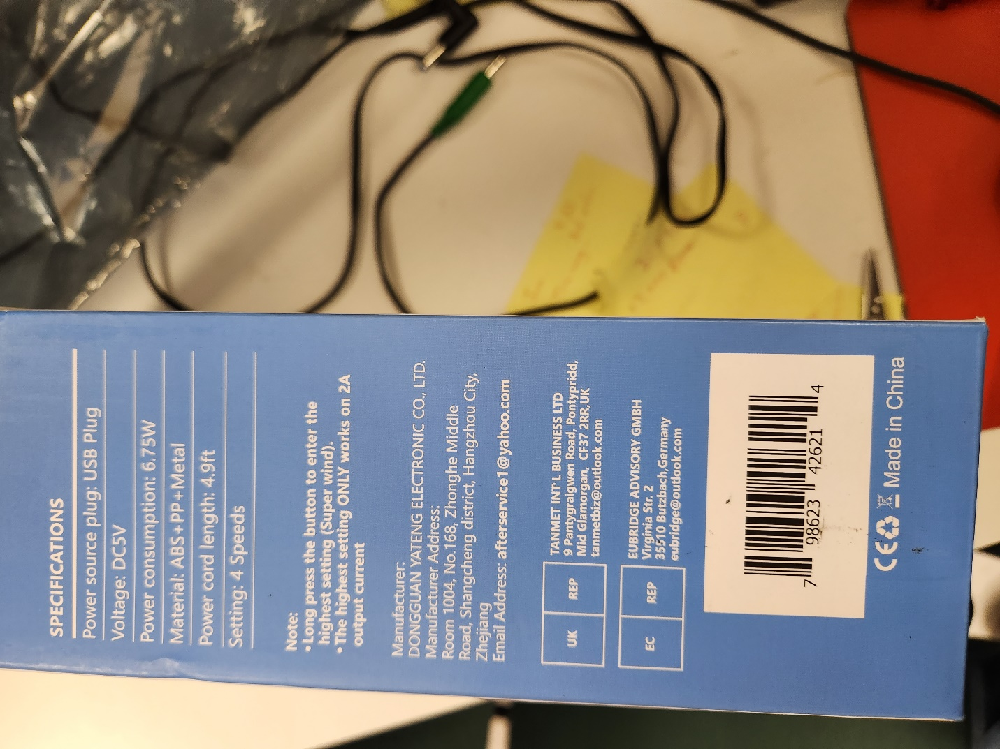 SPECIFICATIONS
Power source plug: USB Plug
Voltage: DC5V
Power consumption: 6.75W
Material: ABS+PP+Metal
Power cord length: 4.9ft
Setting: 4 Speeds
Note:
• Long press the button to enter the
highest setting (Super wind).
• The highest setting ONLY works on 2A
output current
Manufacturer:
DONGGUAN YATENG ELECTRONIC CO., LTD.
Manufacturer Address:
Room 1004, No.168, Zhonghe Middle
Road, Shangcheng district, Hangzhou City,
Zhejiang
Email Address: afterservice1@yahoo.com
UK REP
TANMET INT'L BUSINESS LTD
9 Pantygraigwen Road, Pontypridd,
Mid Glamorgan, CF37 2RR,UK
tanmetbiz@outlook.com
EC REP
EUBRIDGE ADVISORY GMBH
Virginia Str. 2
35510 Butzbach,Germany
eubridge@outlook.com
7 98623 42621 4
CE Made in China